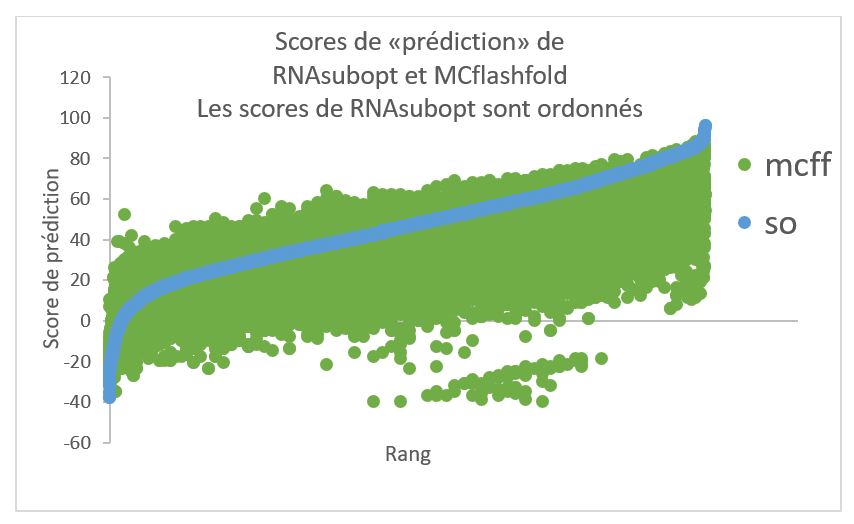 Scores de «prédiction» de
RNAsubopt et MCflashfold
Les scores de RNAsubopt sont ordonnés
120
100
80
60
40
20
0
-20
-40
-60
Score de prédiction
Rang
mcff
so